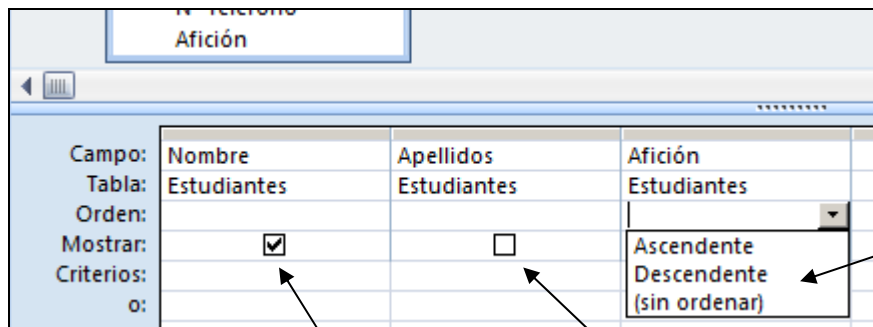 Afición
Campo: Nombre Apellidos Afición
Tabla: Estudiantes Estudiantes Estudiantes
Orden:
Mostrar: Ascendente
Criterios: Descendente
o: (sin ordenar)